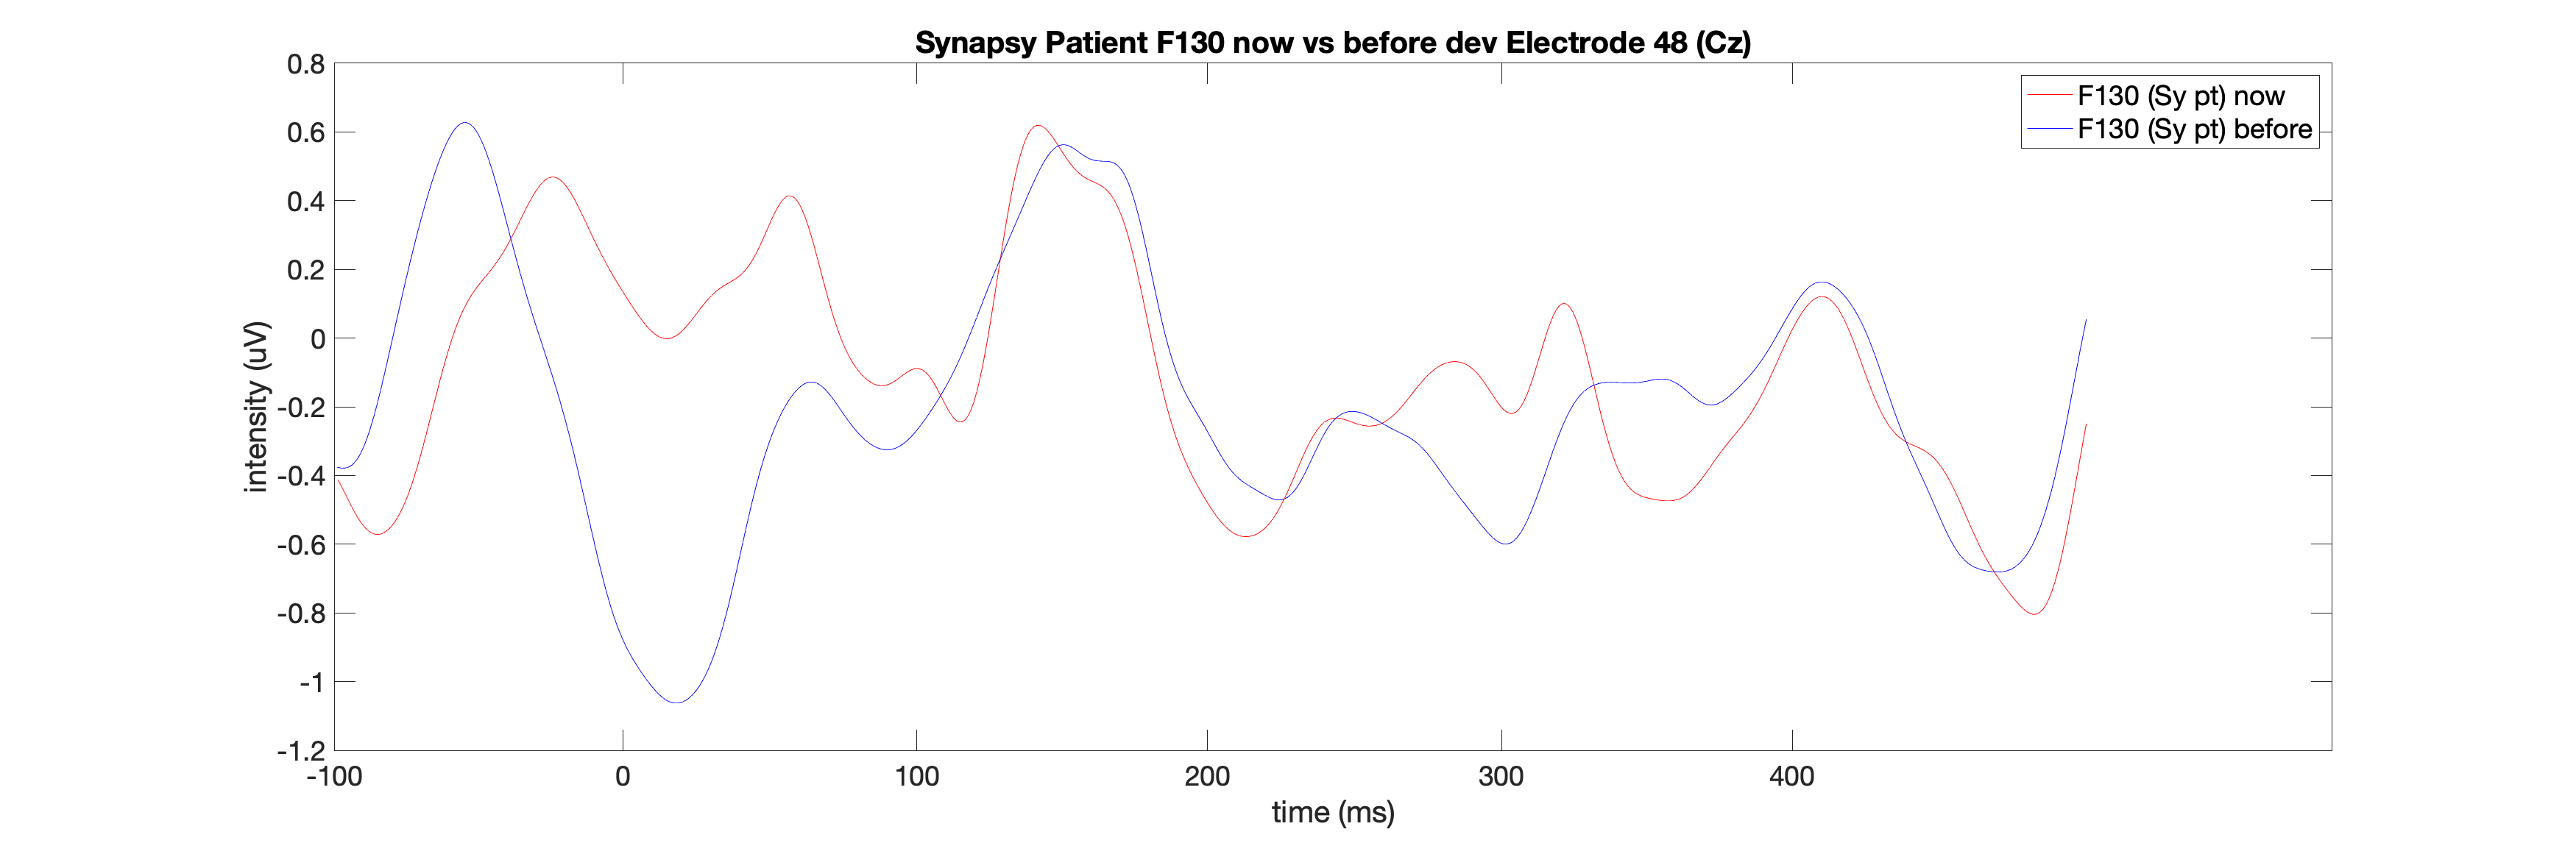 Synapsy Patient F130 now vs before dev Electrode 48 (Cz)
F130 (Sy pt) now
F130 (Sy pt) before
intensity (uV)
0.8
0.6
0.4
0.2
0
-0.2
-0.4
-0.6
-0.8
-1
-1.2
-100 0 100 200 300 400
time (ms)